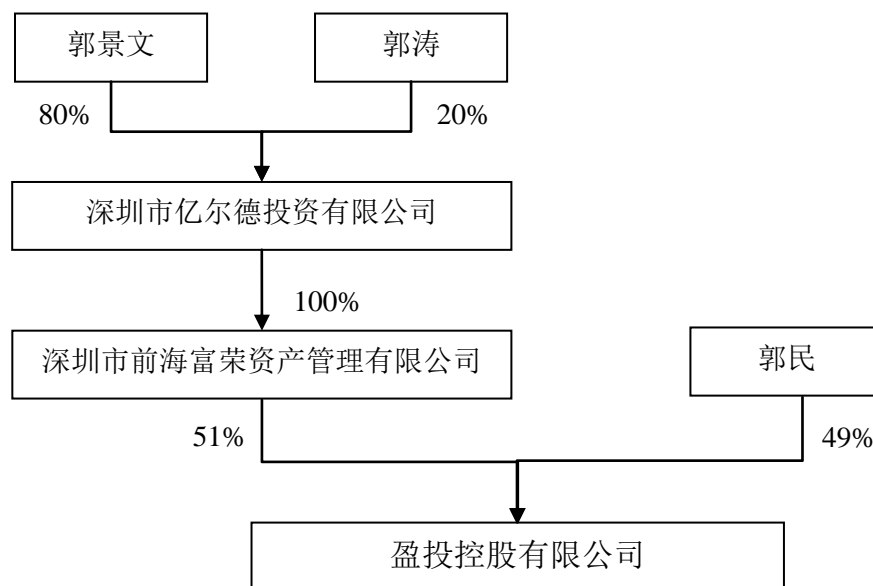 郭景文
郭涛
80%
20%
深圳市亿尔德投资有限公司
100%
深圳市前海富荣资产管理有限公司
郭民
51%
49%
盈投控股有限公司